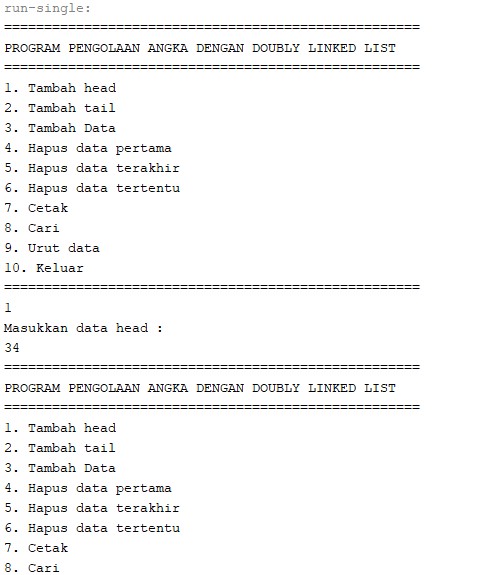 run-single:
====================================================
PROGRAM PENGOLAAN ANGKA DENGAN DOUBLY LINKED LIST
====================================================
1. Tambah head
2. Tambah tail
3. Tambah Data
4. Hapus data pertama
5. Hapus data terakhir
6. Hapus data tertentu
7. Cetak
8. Cari
9. Urut data
10. Keluar
====================================================
1
Masukkan data head :
34
====================================================
PROGRAM PENGOLAAN ANGKA DENGAN DOUBLY LINKED LIST
====================================================
1. Tambah head
2. Tambah tail
3. Tambah Data
4. Hapus data pertama
5. Hapus data terakhir
6. Hapus data tertentu
7. Cetak
8. Cari